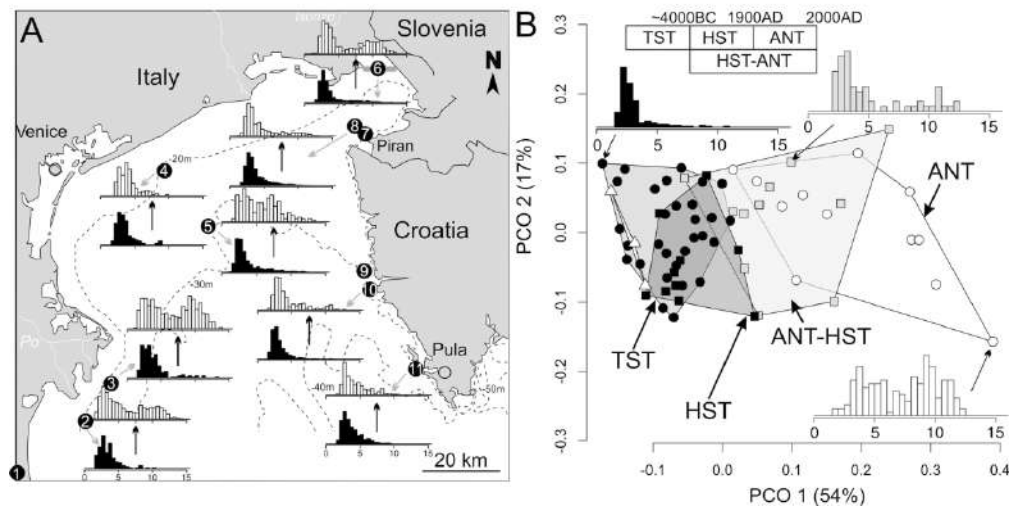 A
Slovenia
N
Italy
6
8
7
Venice
Piran
4
-20m
5
Croatia
9
10
-30m
Po
Pula
3
-40m
11
-50m
2
1
0 5 10 15
0 5 10 15
20 km
B
~4000BC 1900AD 2000AD
TST HST ANT
HST-ANT
0 5 10 15
0 5 10 15
ANT
TST
ANT-HST
HST
0 5 10 15
PCO 2 (17%)
0.3
0.2
0.1
0.0
-0.1
-0.2
-0.3
-0.1 0.0 0.1 0.2 0.3 0.4
PCO 1 (54%)